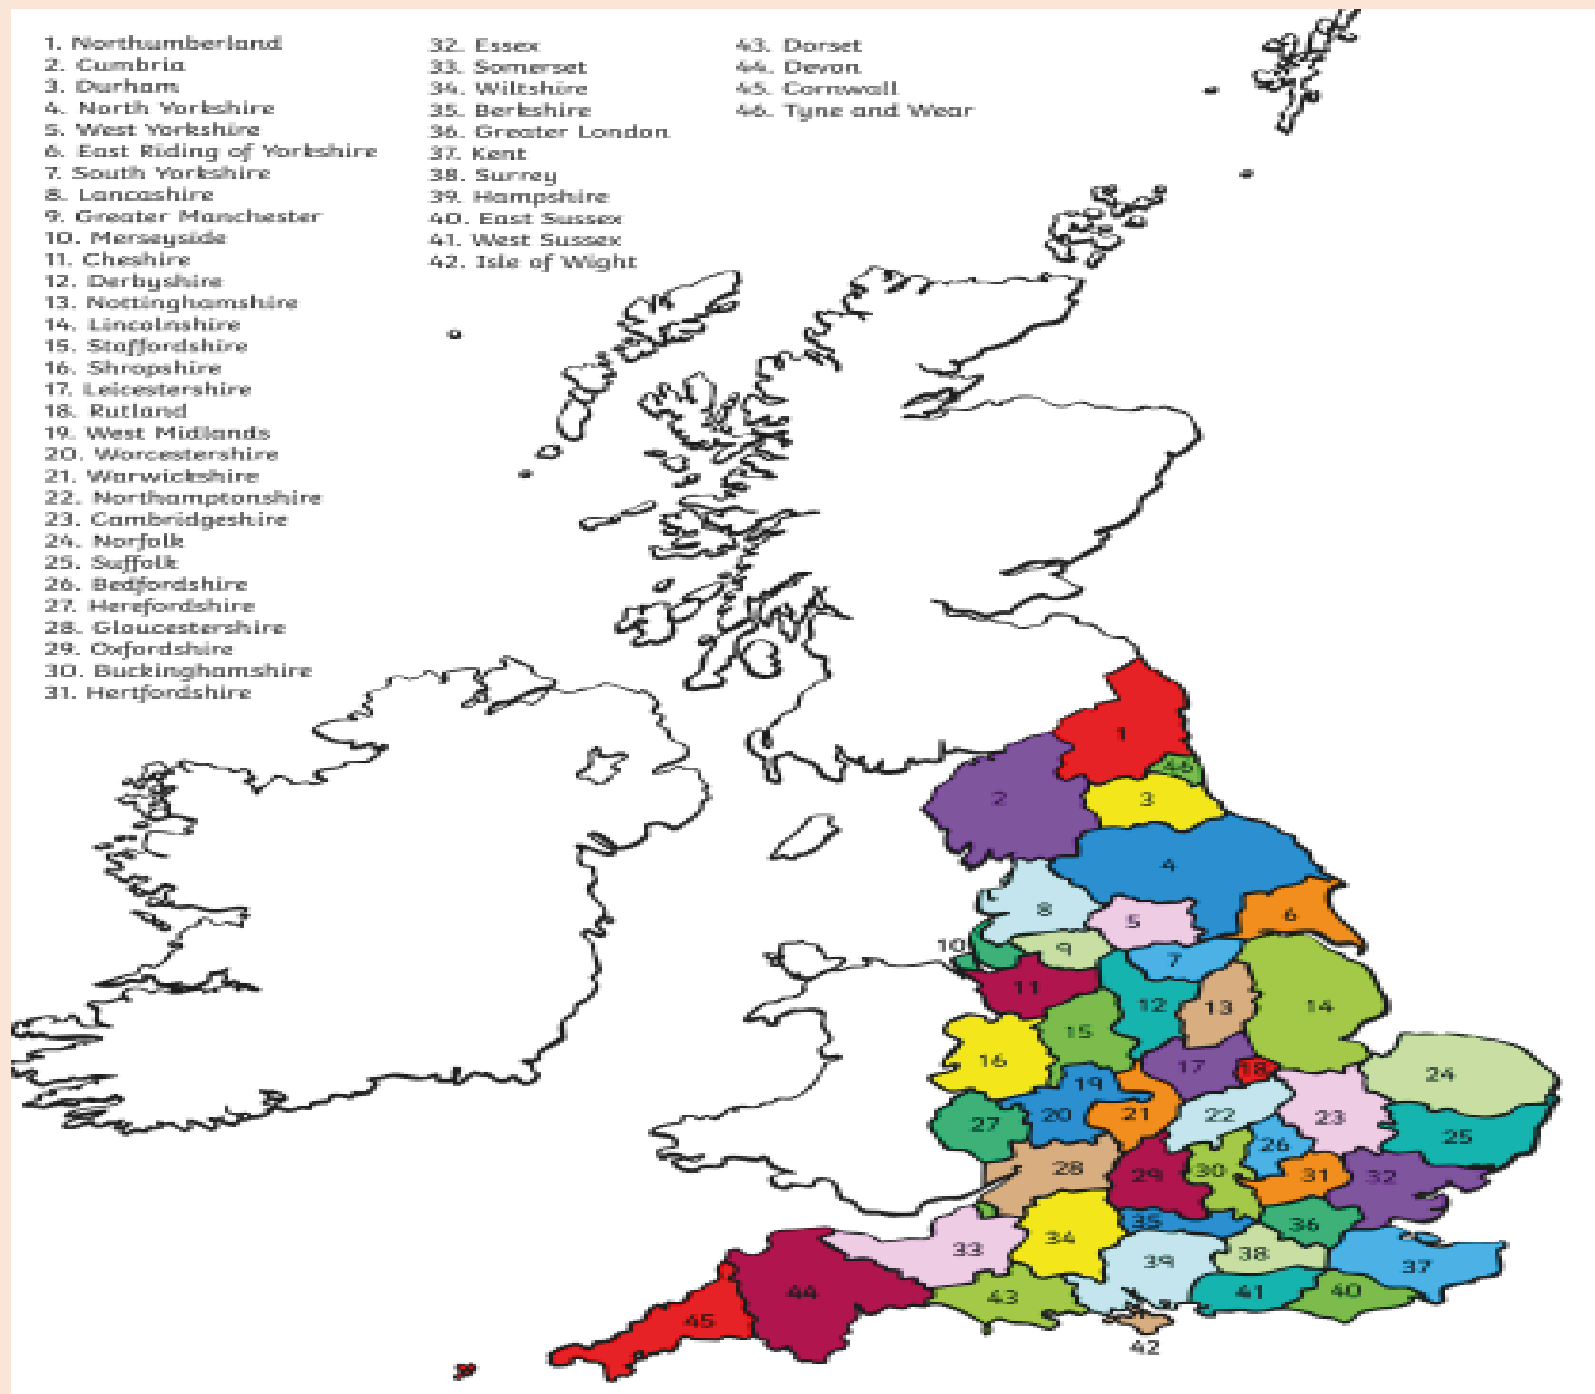 1. Northumberland
2. Cumbria
3. Durham
4. North Yorkshire
5. West Yorkshire
6. East Riding of Yorkshire
7. South Yorkshire
8. Lancashire
9. Greater Manchester
10. Merseyside
11. Cheshire
12. Derbyshire
13. Nottinghamshire
14. Lincolnshire
15. Staffordshire
16. Shropshire
17. Leicestershire
18. Rutland
19. West Midlands
20. Worcestershire
21. Warwickshire
22. Northamptonshire
23. Cambridgeshire
24. Norfolk
25. Suffolk
26. Bedfordshire
27. Herefordshire
28. Gloucestershire
29. Oxfordshire
30. Buckinghamshire
31. Hertfordshire
32. Essex
33. Somerset
34. Wiltshire
35. Berkshire
36. Greater London
37. Kent
38. Surrey
39. Hampshire
40. East Sussex
41. West Sussex
42. Isle of Wight
43. Dorset
44. Devon
45. Cornwall
46. Tyne and Wear
1
46
2
3
4
8
5
6
10
9
7
11
12
13
14
15
16
17
18
24
19
20
21
22
23
27
26
25
28
29
30
31
32
35
36
33
34
39
38
37
44
43
41
40
45
42